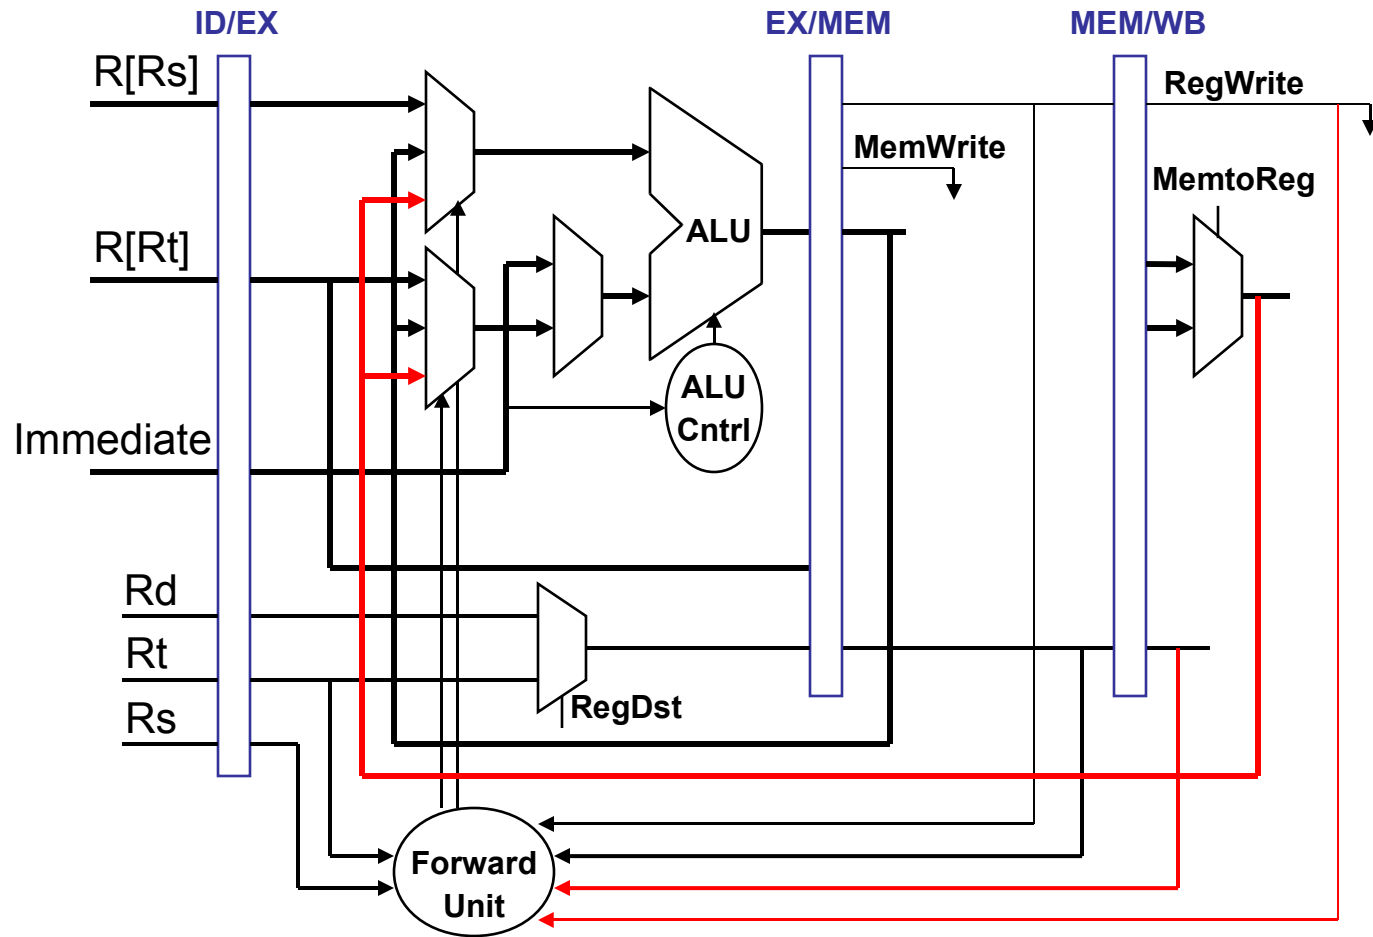 ID/EX
EX/MEM
MEM/WB
R[Rs]
RegWrite
MemWrite
MemtoReg
R[Rt]
ALU
ALU
Cntrl
Immediate
Rd
Rt
RegDst
Rs
Forward
Unit